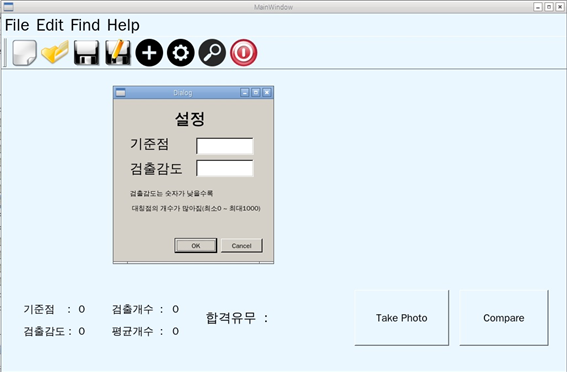 MainWindow
File Edit Find Help
Dialog
설정
기준점
검출감도
검출감도는 숫자가 낮을수록
대칭점의 개수가 많아짐(최소0 ~ 최대1000)
OK Cancel
기준점 : 0 검출개수 : 0
검출감도 : 0 평균개수 : 0
합격유무 :
Take Photo Compare